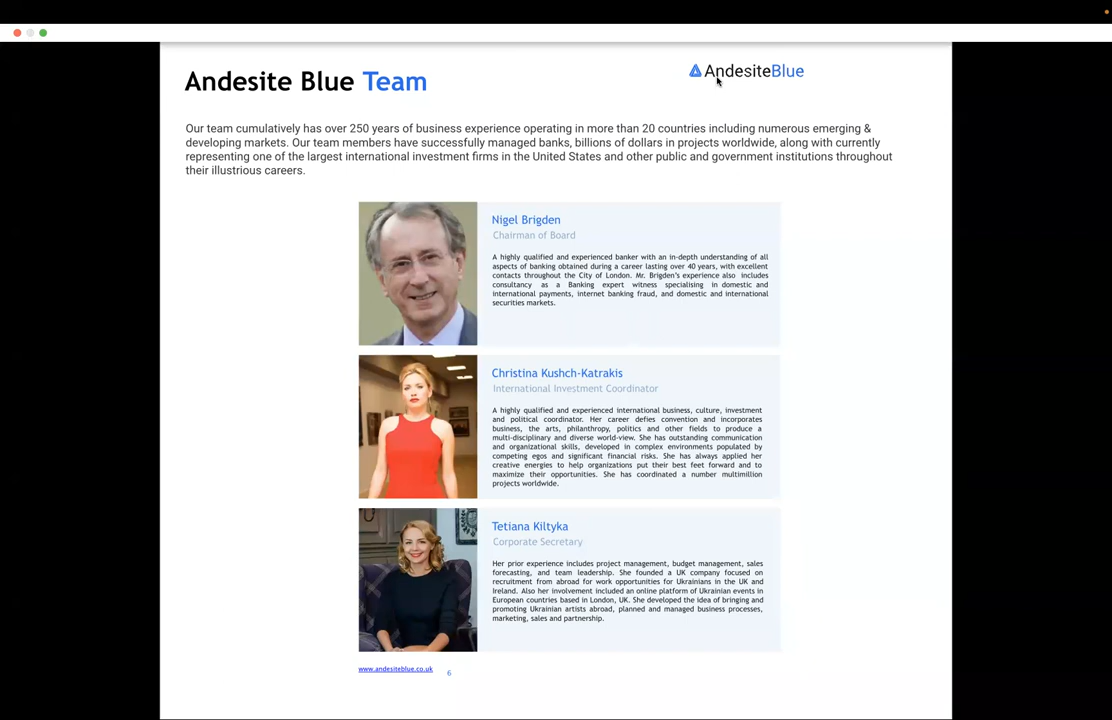 Andesite Blue Team
AndesiteBlue
Our team cumulatively has over 250 years of business experience operating in more than 20 countries including numerous emerging &
developing markets. Our team members have successfully managed banks, billions of dollars in projects worldwide, along with currently
representing one of the largest international investment firms in the United States and other public and government institutions throughout
their illustrious careers.
Nigel Brigden
Chairman of Board
A highly qualified and experienced banker with an in-depth understanding of all
aspects of banking obtained during a career lasting over 40 years, with excellent
contacts throughout the City of London. Mr. Brigden's experience also includes
consultancy as a Banking expert witness specialising in domestic and
international payments, internet banking fraud, and domestic and international
securities markets.
Christina Kushch-Katrakis
International Investment Coordinator
A highly qualified and experienced international business, culture, investment
and political coordinator. Her career defies convention and incorporates
business, the arts, philanthropy, politics and other fields to produce a
multi-disciplinary and diverse world-view. She has outstanding communication
and organizational skills, developed in complex environments populated by
competing egos and significant financial risks. She has always applied her
creative energies to help organizations put their best feet forward and to
maximize their opportunities. She has coordinated a number multimillion
projects worldwide.
Tetiana Kiltyka
Corporate Secretary
Her prior experience includes project management, budget management, sales
forecasting, and team leadership. She founded a UK company focused on
recruitment from abroad for work opportunities for Ukrainians in the UK and
Ireland. Also her involvement included an online platform of Ukrainian events in
European countries based in London, UK. She developed the idea of bringing and
promoting Ukrainian artists abroad, planned and managed business processes,
marketing, sales and partnership.
www.andesiteblue.co.uk
6